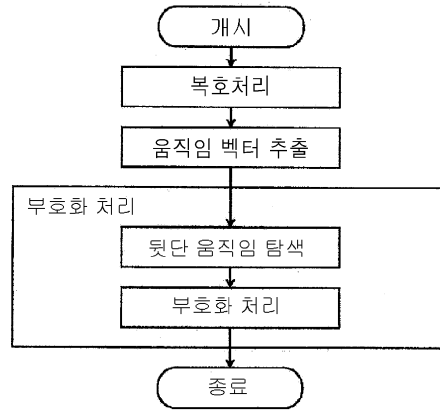 개시
복호처리
움직임 벡터 추출
부호화 처리
뒷단 움직임 탐색
부호화 처리
종료